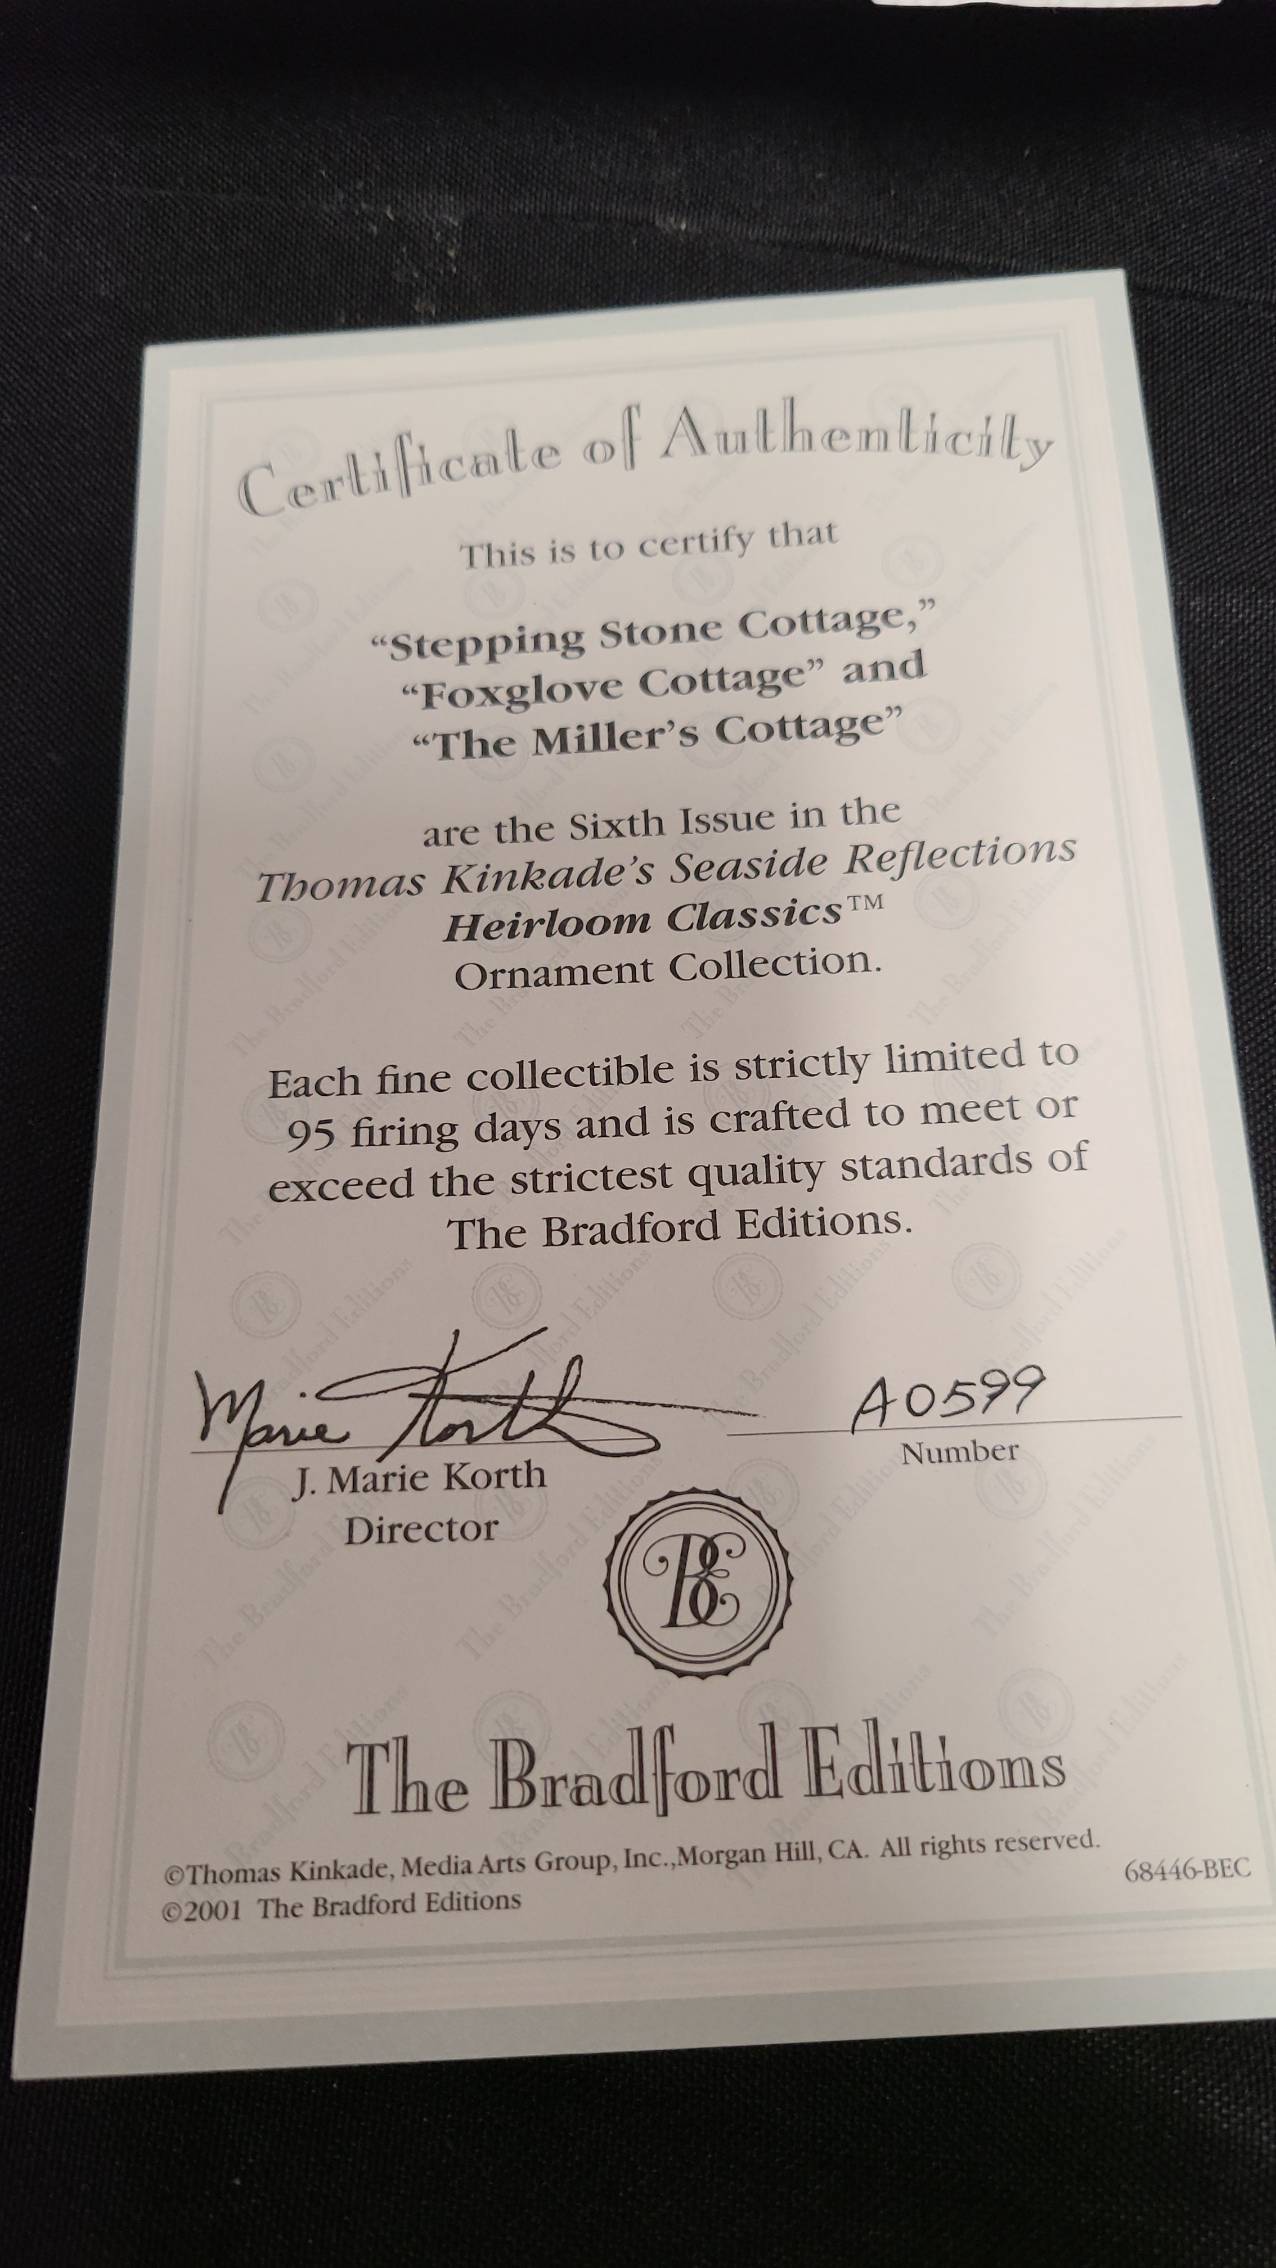 Certificate of Authenticity
This is to certify that
“Stepping Stone Cottage,”
“Foxglove Cottage” and
“The Miller’s Cottage”
are the Sixth Issue in the
Thomas Kinkade’s Seaside Reflections
Heirloom Classics™
Ornament Collection.
Each fine collectible is strictly limited to
95 firing days and is crafted to meet or
exceed the strictest quality standards of
The Bradford Editions.
Marie Korth
A0599
J. Marie Korth
Number
Director
BE
The Bradford Editions
©Thomas Kinkade, Media Arts Group, Inc.,Morgan Hill, CA. All rights reserved.
68446-BEC
©2001 The Bradford Editions